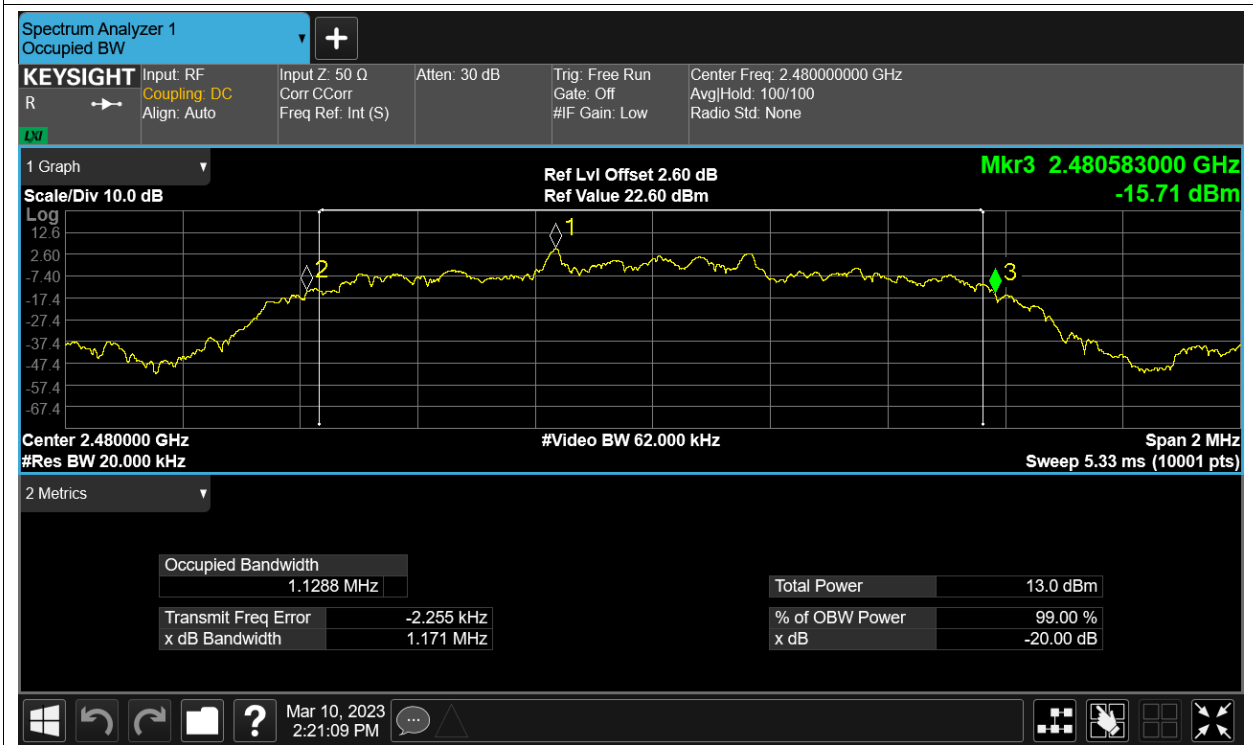 Spectrum Analyzer 1
Occupied BW
KEYSIGHT
R
LXI
Input: RF
Coupling: DC
Align: Auto
Input Z: 50 Ω
Corr CCorr
Freq Ref: Int (S)
Atten: 30 dB
Trig: Free Run
Gate: Off
#IF Gain: Low
Center Freq: 2.480000000 GHz
Avg|Hold: 100/100
Radio Std: None
1 Graph
Scale/Div 10.0 dB
Ref Lvl Offset 2.60 dB
Ref Value 22.60 dBm
Mkr3 2.480583000 GHz
-15.71 dBm
Log
12.6
2.60
-7.40
-17.4
-27.4
-37.4
-47.4
-57.4
-67.4
1
2
3
Center 2.480000 GHz
#Res BW 20.000 kHz
#Video BW 62.000 kHz
Span 2 MHz
Sweep 5.33 ms (10001 pts)
2 Metrics
Occupied Bandwidth
1.1288 MHz
Transmit Freq Error -2.255 kHz
x dB Bandwidth 1.171 MHz
Total Power 13.0 dBm
% of OBW Power 99.00 %
x dB -20.00 dB
?
Mar 10, 2023
2:21:09 PM